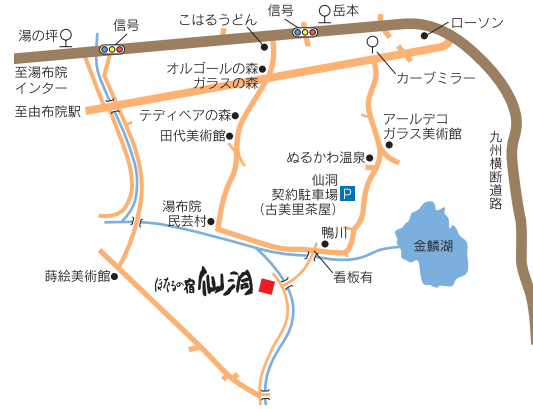 信号
岳本
こはるうどん
信号
ローソン
湯の坪
至湯布院
インター
オルゴールの森
ガラスの森
カーブミラー
至由布院駅
テディベアの森
田代美術館
アールデコ
ガラス美術館
九州横断道路
ぬるかわ温泉
仙洞
契約駐車場 P
（古美里茶屋）
湯布院
民芸村
鴨川
金鱗湖
蒔絵美術館
ほたるの宿 仙洞
看板有